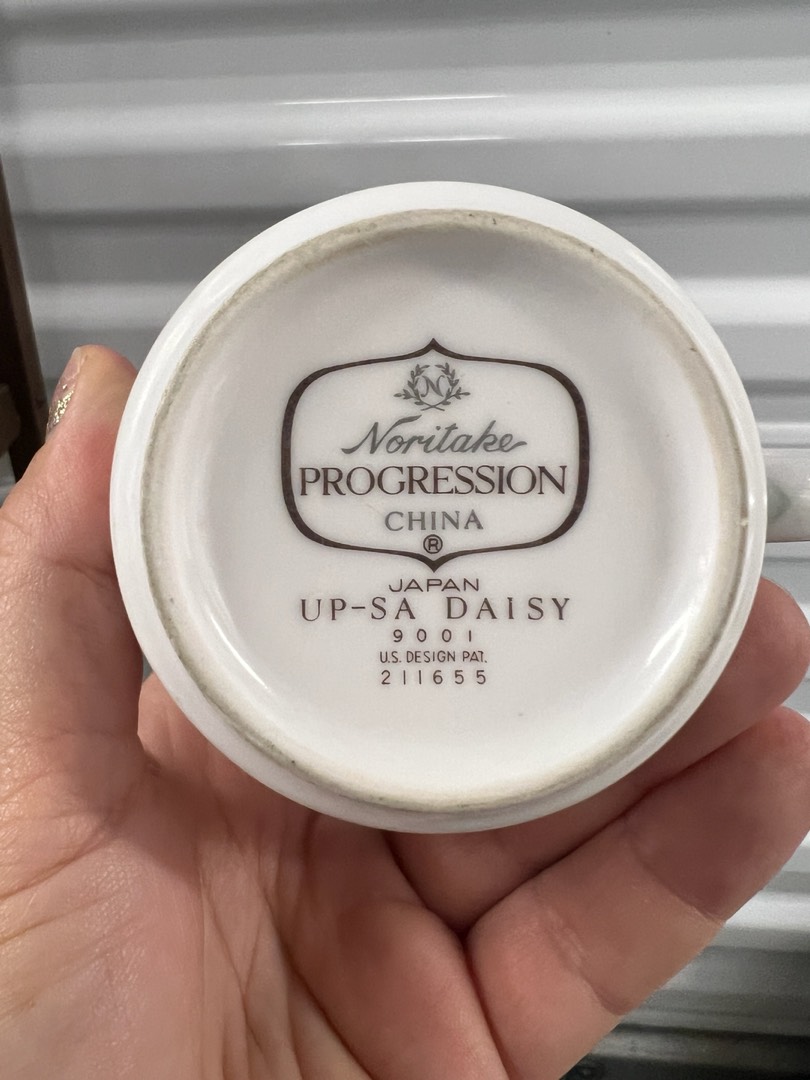 N
Noritake
PROGRESSION
CHINA
®
JAPAN
UP-SA DAISY
9001
U.S. DESIGN PAT.
211655